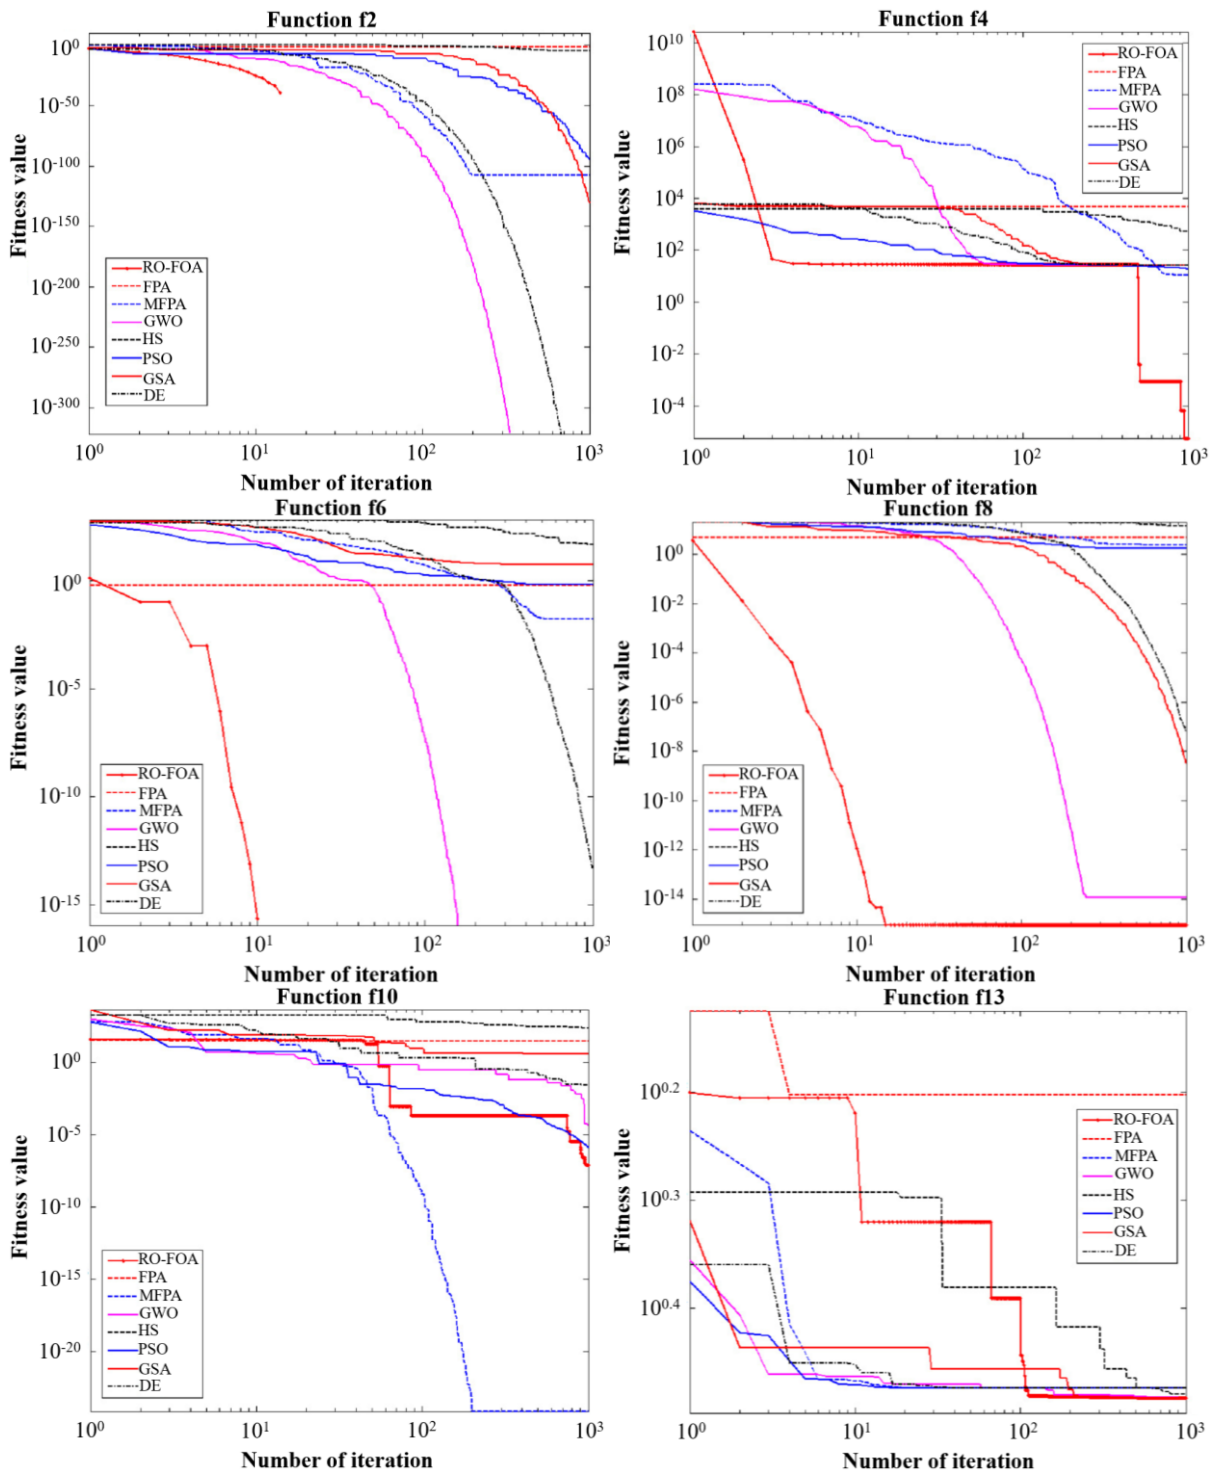 Function f2
Fitness value
10^0
10^-50
10^-100
10^-150
10^-200
10^-250
10^-300
RO-FOA
FPA
MFPA
GWO
HS
PSO
GSA
DE
10^0 10^1 10^2 10^3
Number of iteration
Function f4
Fitness value
10^10
10^8
10^6
10^4
10^2
10^0
10^-2
10^-4
RO-FOA
FPA
MFPA
GWO
HS
PSO
GSA
DE
10^0 10^1 10^2 10^3
Number of iteration
Function f6
Fitness value
10^0
10^-5
10^-10
10^-15
RO-FOA
FPA
MFPA
GWO
HS
PSO
GSA
DE
10^0 10^1 10^2 10^3
Number of iteration
Function f8
Fitness value
10^0
10^-2
10^-4
10^-6
10^-8
10^-10
10^-12
10^-14
RO-FOA
FPA
MFPA
GWO
HS
PSO
GSA
DE
10^0 10^1 10^2 10^3
Number of iteration
Function f10
Fitness value
10^0
10^-5
10^-10
10^-15
10^-20
RO-FOA
FPA
MFPA
GWO
HS
PSO
GSA
DE
10^0 10^1 10^2 10^3
Number of iteration
Function f13
Fitness value
10^0.2
10^0.3
10^0.4
RO-FOA
FPA
MFPA
GWO
HS
PSO
GSA
DE
10^0 10^1 10^2 10^3
Number of iteration